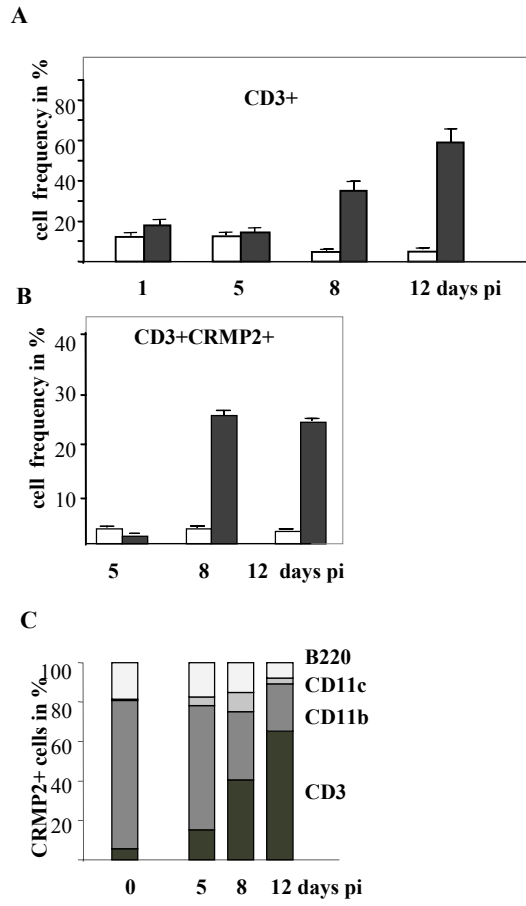 A
cell frequency in %
CD3+
80
60
40
20
1 5 8 12 days pi
B
cell frequency in %
CD3+CRMP2+
40
30
20
10
5 8 12 days pi
C
CRMP2+ cells in %
100
80
60
40
20
B220
CD11c
CD11b
CD3
0 5 8 12 days pi